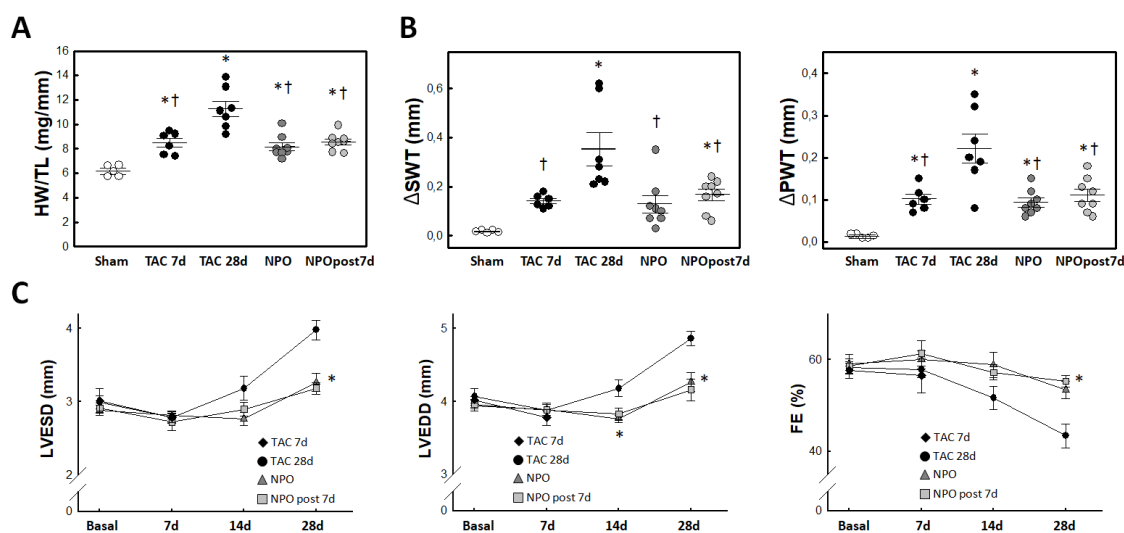 A
HW/TL (mg/mm)
16
14
12
10
8
6
4
2
0
* †
*
* †
* †
Sham TAC 7d TAC 28d NPO NPOpost7d
B
ΔSWT (mm)
0,6
0,4
0,2
0,0
†
*
†
* †
Sham TAC 7d TAC 28d NPO NPOpost7d
ΔPWT (mm)
0,4
0,3
0,2
0,1
0,0
* †
*
* †
* †
Sham TAC 7d TAC 28d NPO NPOpost7d
C
LVESD (mm)
4
3
2
0
*
TAC 7d
TAC 28d
NPO
NPO post 7d
Basal 7d 14d 28d
LVEDD (mm)
5
4
3
0
*
*
TAC 7d
TAC 28d
NPO
NPO post 7d
Basal 7d 14d 28d
FE (%)
60
40
0
*
TAC 7d
TAC 28d
NPO
NPO post 7d
Basal 7d 14d 28d